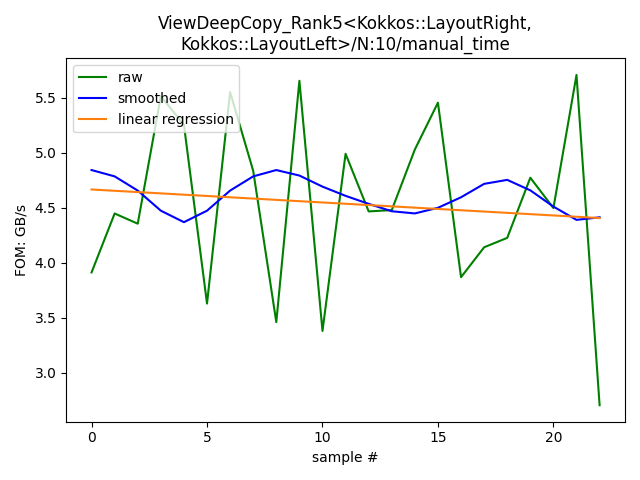 ViewDeepCopy_Rank5<Kokkos::LayoutRight,
Kokkos::LayoutLeft>/N:10/manual_time
raw
smoothed
linear regression
FOM: GB/s
5.5
5.0
4.5
4.0
3.5
3.0
0
5
10
15
20
sample #